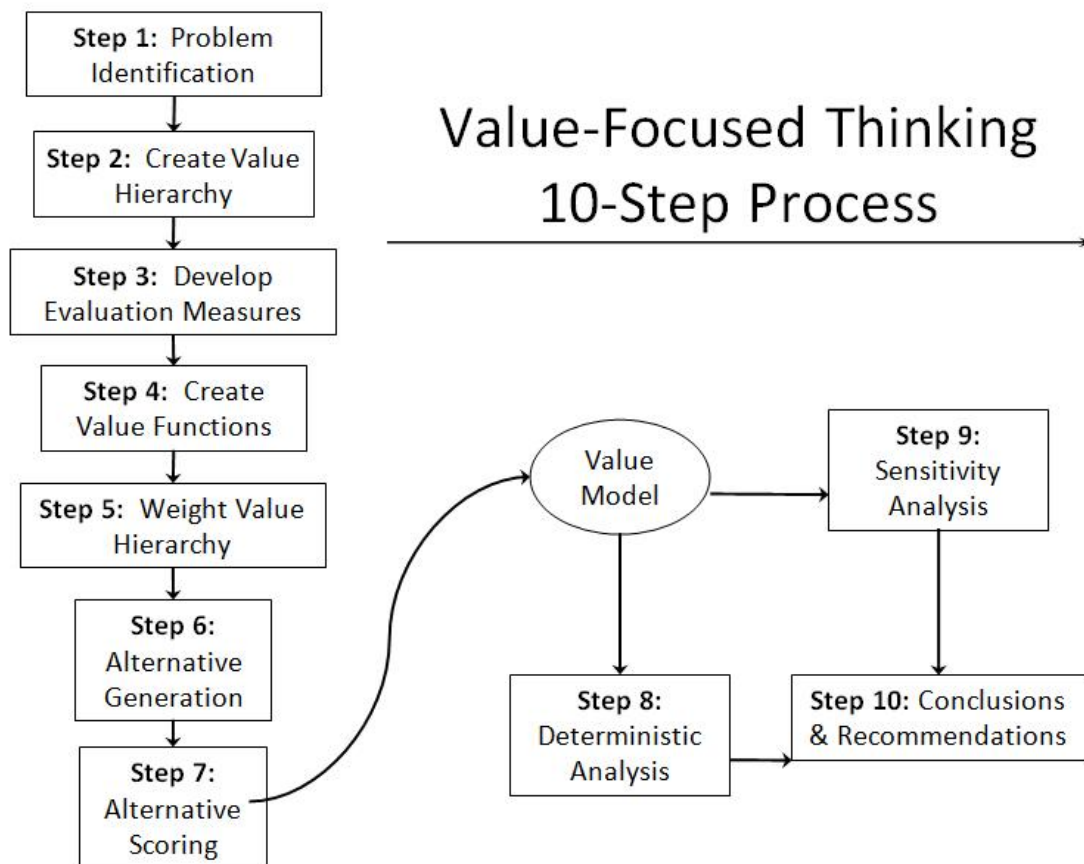 Step 1: Problem
Identification
Step 2: Create Value
Hierarchy
Step 3: Develop
Evaluation Measures
Step 4: Create
Value Functions
Step 5: Weight Value
Hierarchy
Step 6:
Alternative
Generation
Step 7:
Alternative
Scoring
Value-Focused Thinking
10-Step Process
Value
Model
Step 8:
Deterministic
Analysis
Step 9:
Sensitivity
Analysis
Step 10: Conclusions
& Recommendations